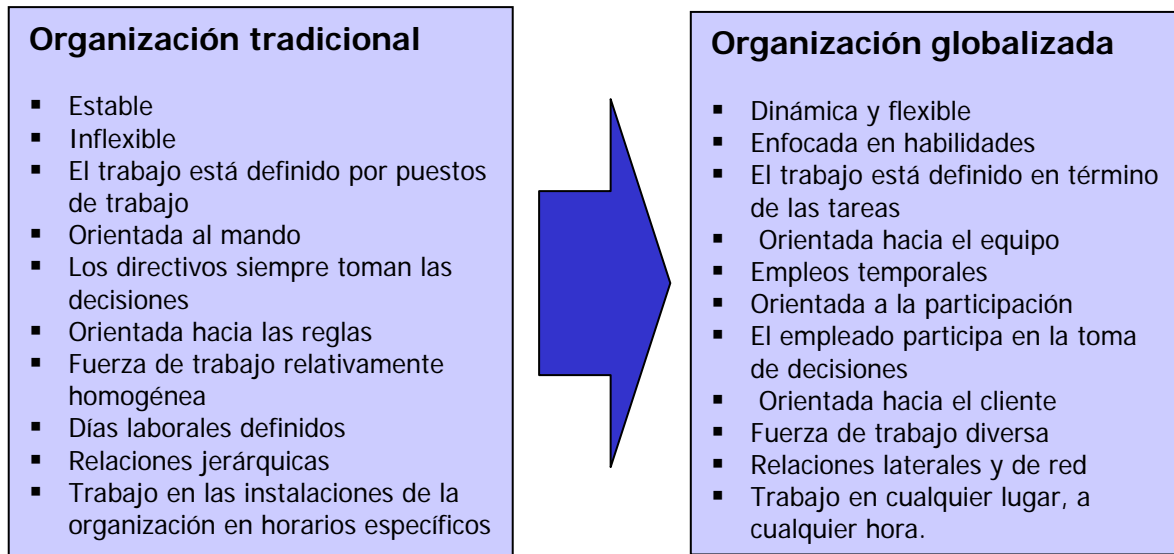 Organización tradicional
▪ Estable
▪ Inflexible
▪ El trabajo está definido por puestos
de trabajo
▪ Orientada al mando
▪ Los directivos siempre toman las
decisiones
▪ Orientada hacia las reglas
▪ Fuerza de trabajo relativamente
homogénea
▪ Días laborales definidos
▪ Relaciones jerárquicas
▪ Trabajo en las instalaciones de la
organización en horarios específicos
Organización globalizada
▪ Dinámica y flexible
▪ Enfocada en habilidades
▪ El trabajo está definido en término
de las tareas
▪ Orientada hacia el equipo
▪ Empleos temporales
▪ Orientada a la participación
▪ El empleado participa en la toma
de decisiones
▪ Orientada hacia el cliente
▪ Fuerza de trabajo diversa
▪ Relaciones laterales y de red
▪ Trabajo en cualquier lugar, a
cualquier hora.